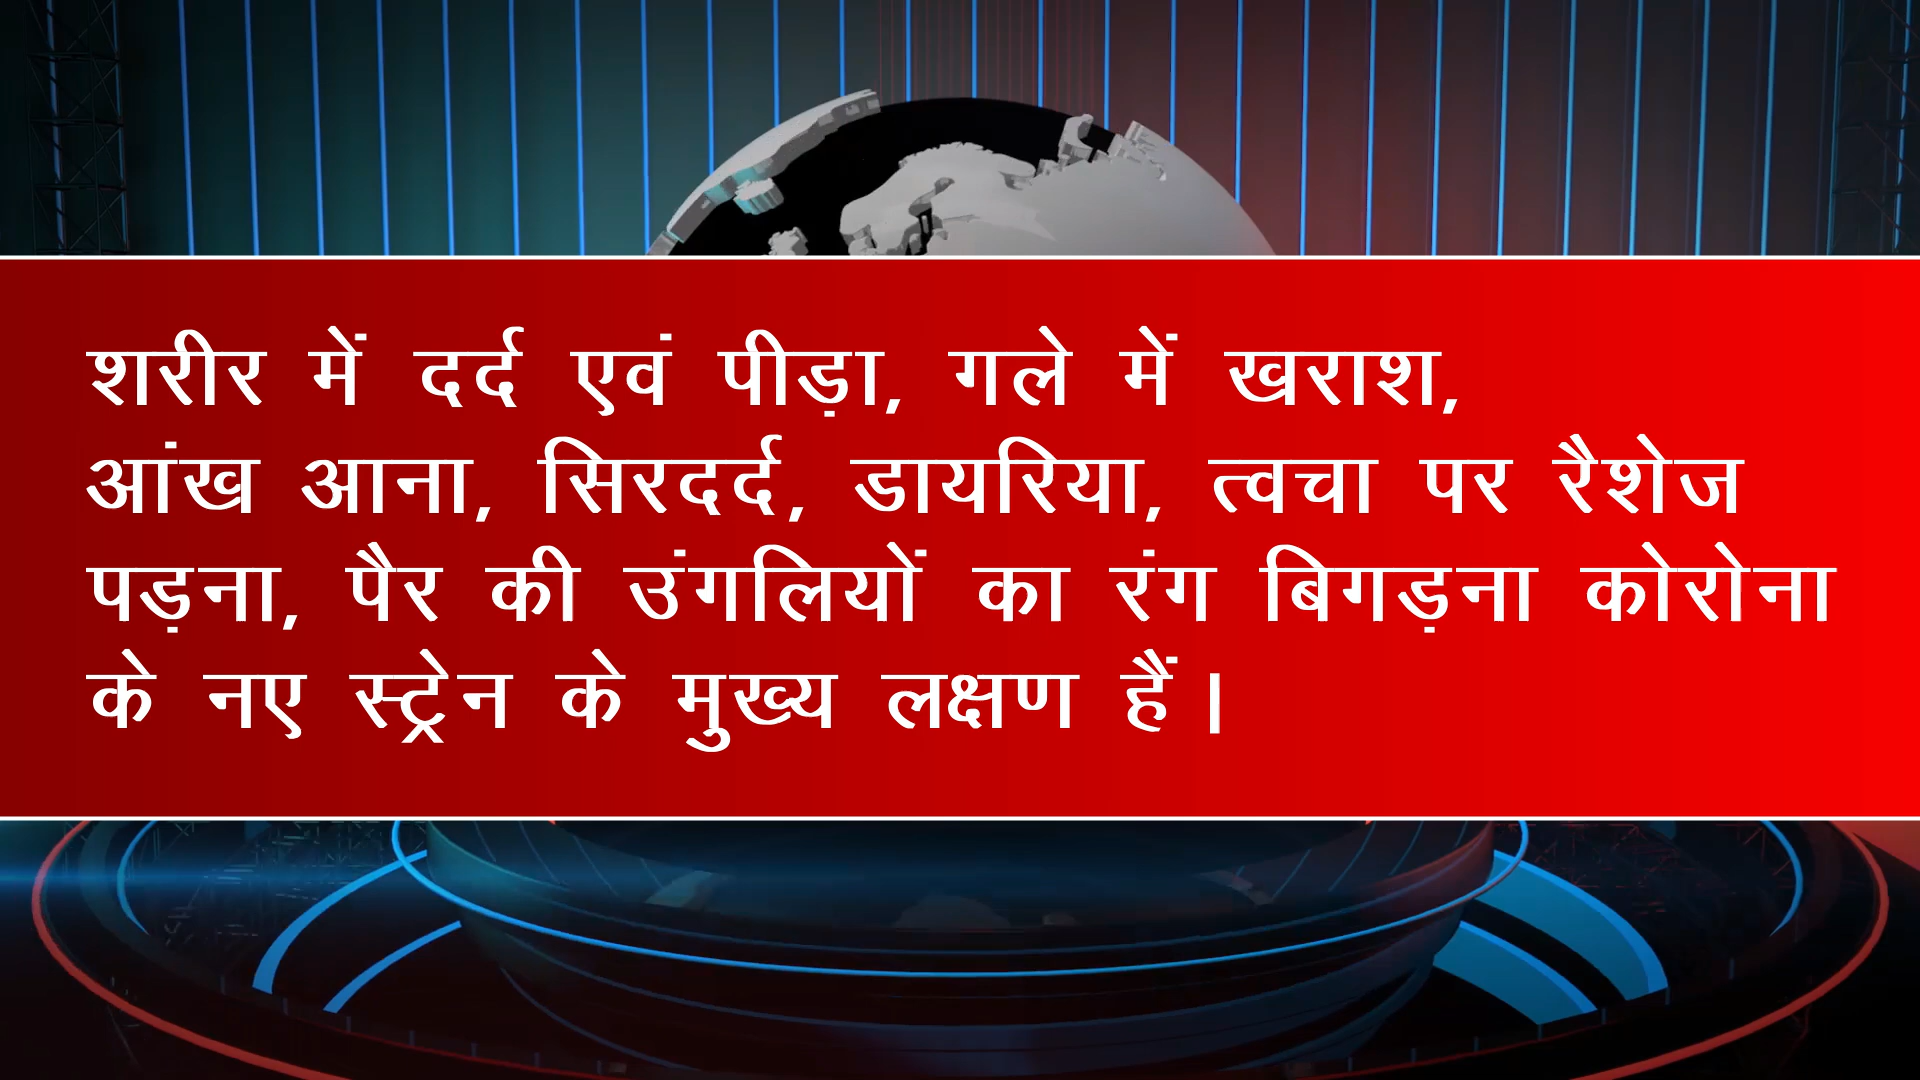 शरीर में दर्द एवं पीड़ा, गले में खराश,
आंख आना, सिरदर्द, डायरिया, त्वचा पर रैशेज
पड़ना, पैर की उंगलियों का रंग बिगड़ना कोरोना
के नए स्ट्रेन के मुख्य लक्षण हैं।